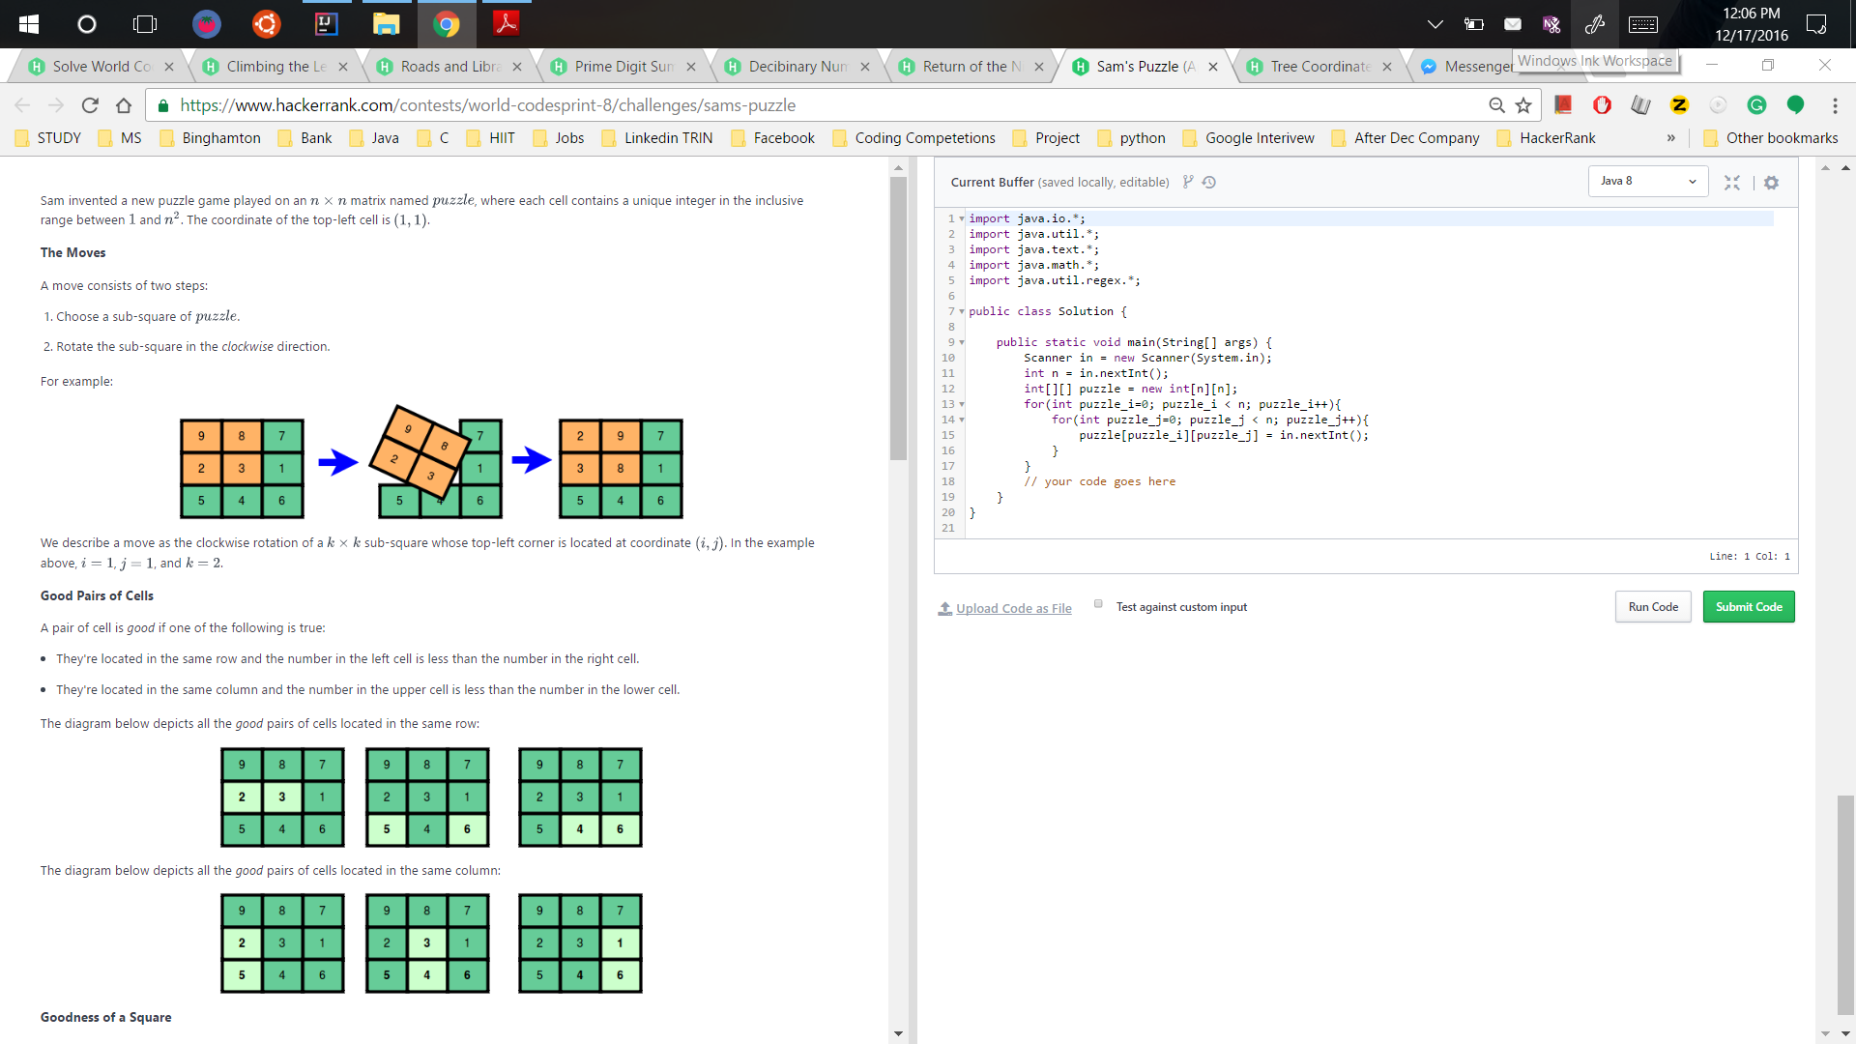 12:06 PM
12/17/2016
Solve World Co
Climbing the Le
Roads and Libra
Prime Digit Sum
Decibinary Num
Return of the N
Sam's Puzzle (A
Tree Coordinate
Messenger
Windows Ink Workspace
https://www.hackerrank.com/contests/world-codesprint-8/challenges/sams-puzzle
STUDY
MS
Binghamton
Bank
Java
C
HIIT
Jobs
Linkedin TRIN
Facebook
Coding Competetions
Project
python
Google Interivew
After Dec Company
HackerRank
»
Other bookmarks
Sam invented a new puzzle game played on an n × n matrix named puzzle, where each cell contains a unique integer in the inclusive
range between 1 and n². The coordinate of the top-left cell is (1, 1).
The Moves
A move consists of two steps:
1. Choose a sub-square of puzzle.
2. Rotate the sub-square in the clockwise direction.
For example:
9 8 7 9 8 7 2 9 7
2 3 1 2 3 1 3 8 1
5 4 6 5 4 6 5 4 6
We describe a move as the clockwise rotation of a k × k sub-square whose top-left corner is located at coordinate (i, j). In the example
above, i = 1, j = 1, and k = 2.
Good Pairs of Cells
A pair of cell is good if one of the following is true:
• They're located in the same row and the number in the left cell is less than the number in the right cell.
• They're located in the same column and the number in the upper cell is less than the number in the lower cell.
The diagram below depicts all the good pairs of cells located in the same row:
9 8 7 9 8 7 9 8 7
2 3 1 2 3 1 2 3 1
5 4 6 5 4 6 5 4 6
The diagram below depicts all the good pairs of cells located in the same column:
9 8 7 9 8 7 9 8 7
2 3 1 2 3 1 2 3 1
5 4 6 5 4 6 5 4 6
Goodness of a Square
Current Buffer (saved locally, editable)
Java 8
1 import java.io.*;
2 import java.util.*;
3 import java.text.*;
4 import java.math.*;
5 import java.util.regex.*;
6
7 public class Solution {
8
9 public static void main(String[] args) {
10 Scanner in = new Scanner(System.in);
11 int n = in.nextInt();
12 int[][] puzzle = new int[n][n];
13 for(int puzzle_i=0; puzzle_i < n; puzzle_i++){
14 for(int puzzle_j=0; puzzle_j < n; puzzle_j++){
15 puzzle[puzzle_i][puzzle_j] = in.nextInt();
16 }
17 }
18 // your code goes here
19 }
20 }
21
Line: 1 Col: 1
Upload Code as File
Test against custom input
Run Code
Submit Code